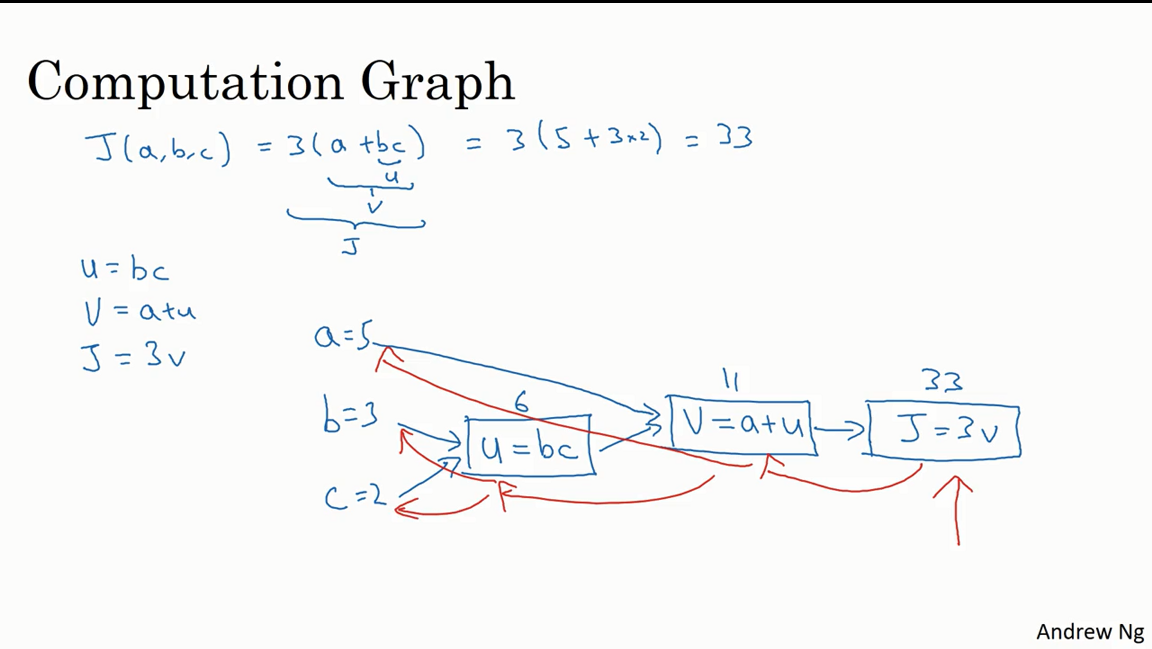 Computation Graph
J(a,b,c) = 3(a+bc) = 3(5+3×2) = 33
u
v
J
u = bc
v = a+u
J = 3v
a=5
11
33
b=3
6
v = a+u
J = 3v
u = bc
c=2
Andrew Ng